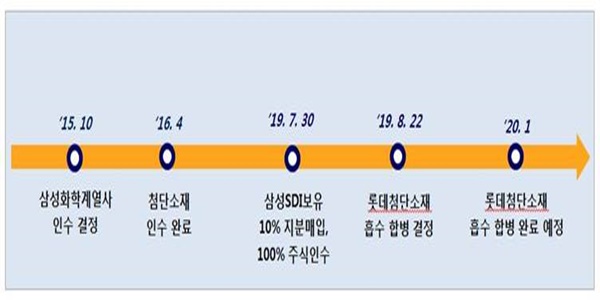 '15. 10
'16. 4
'19. 7. 30
'19. 8. 22
'20. 1
삼성화학계열사
인수 결정
첨단소재
인수 완료
삼성SDI보유
10% 지분매입,
100% 주식인수
롯데첨단소재
흡수 합병 결정
롯데첨단소재
흡수 합병 완료 예정